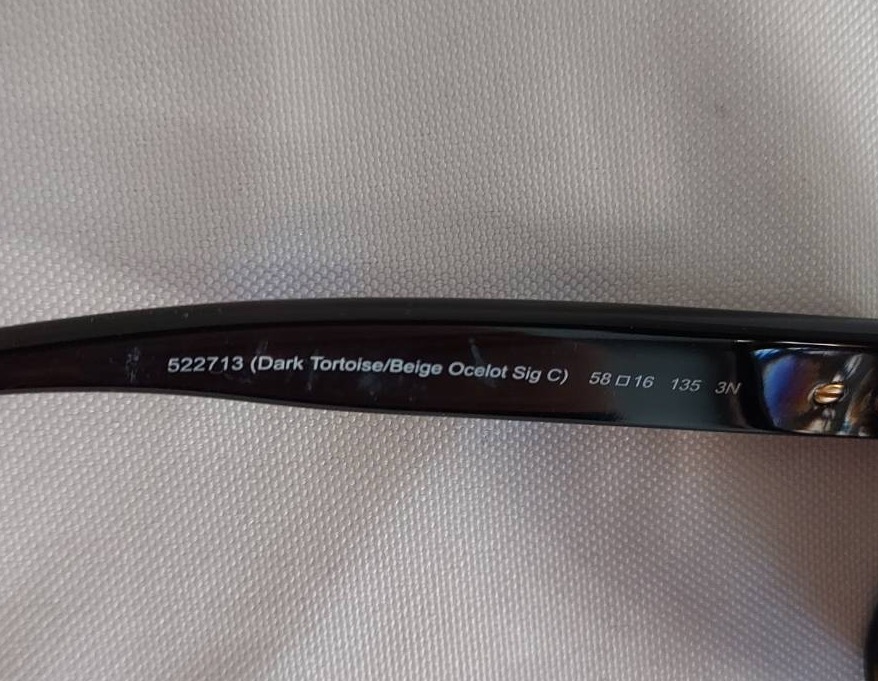 522713 (Dark Tortoise/Beige Ocelot Sig C) 58□16 135 3N